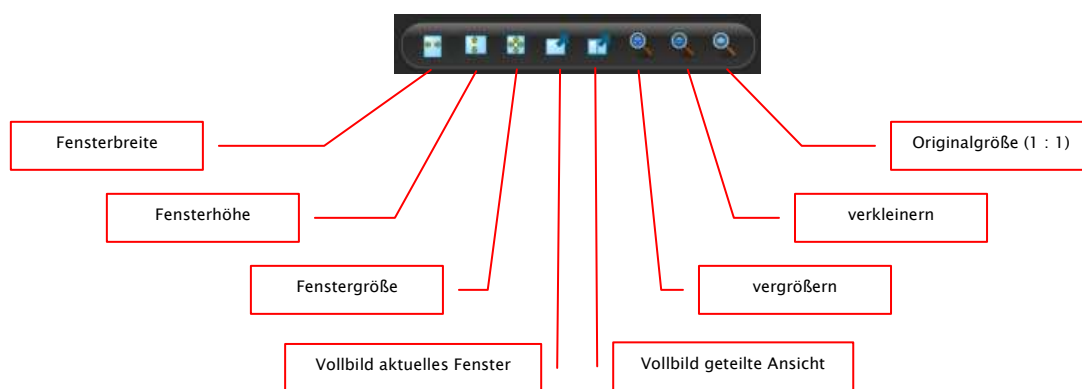 Fensterbreite
Originalgröße (1 : 1)
Fensterhöhe
verkleinern
Fenstergröße
vergrößern
Vollbild aktuelles Fenster
Vollbild geteilte Ansicht